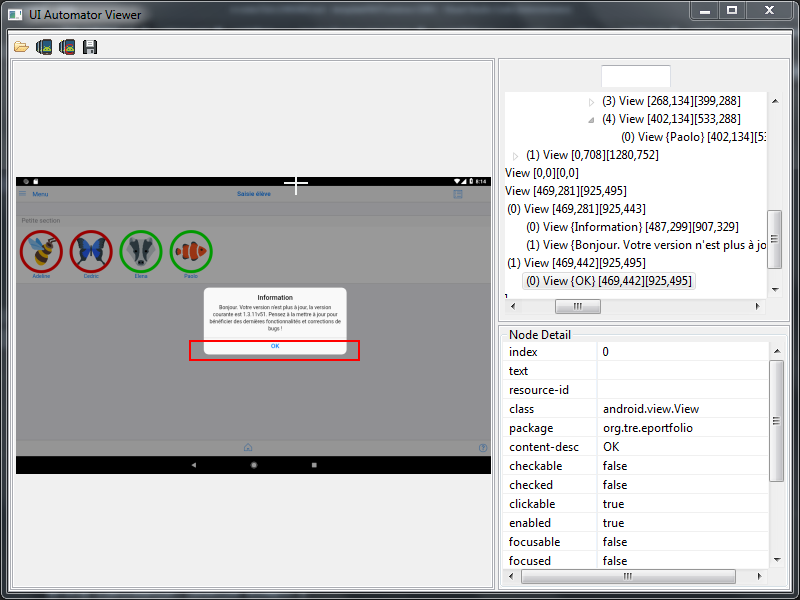 UI Automator Viewer
8:14
Menu
Saisie élève
Petite section
Adeline
Cédric
Elena
Paolo
Information
Bonjour. Votre version n'est plus à jour, la version
courante est 1.3.11v51. Pensez à la mettre à jour pour
bénéficier des dernières fonctionnalités et corrections de
bugs !
OK
(3) View [268,134][399,288]
(4) View [402,134][533,288]
(0) View {Paolo} [402,134][53
(1) View [0,708][1280,752]
View [0,0][0,0]
View [469,281][925,495]
(0) View [469,281][925,443]
(0) View {Information} [487,299][907,329]
(1) View {Bonjour. Votre version n'est plus à jo
(1) View [469,442][925,495]
(0) View {OK} [469,442][925,495]
Node Detail
index 0
text
resource-id
class android.view.View
package org.tre.eportfolio
content-desc OK
checkable false
checked false
clickable true
enabled true
focusable false
focused false